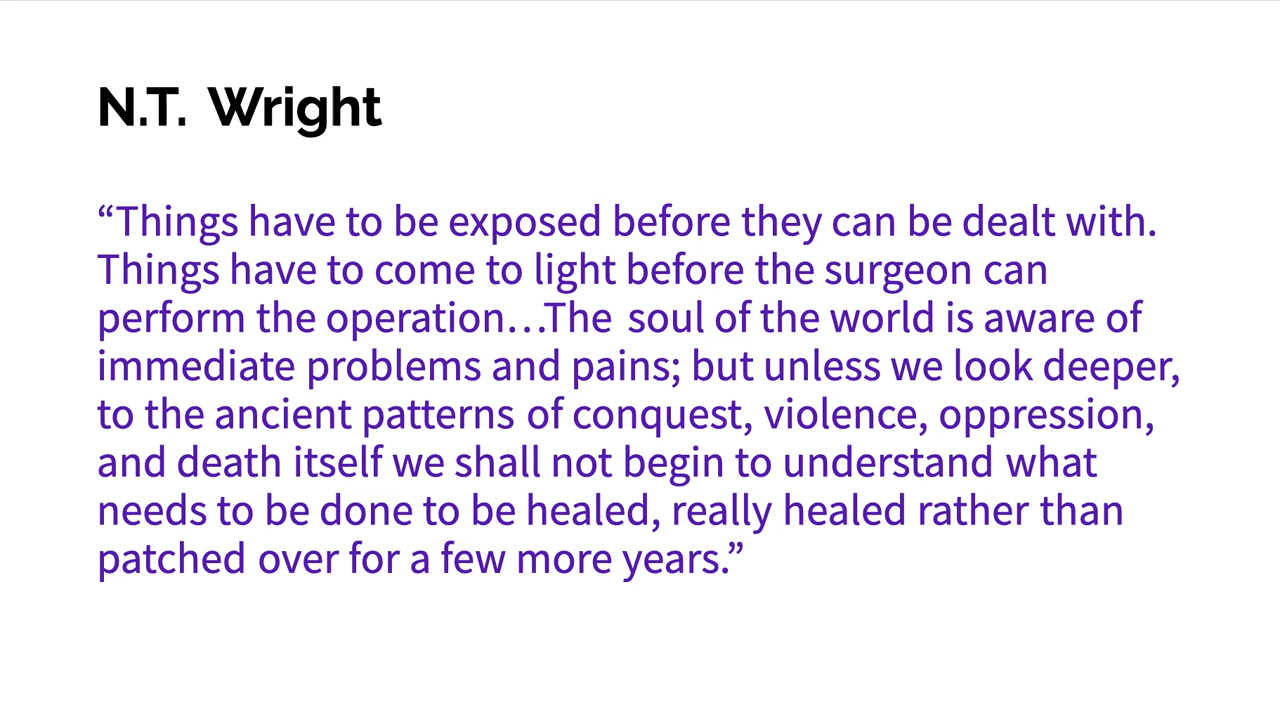 N.T. Wright
“Things have to be exposed before they can be dealt with.
Things have to come to light before the surgeon can
perform the operation…The soul of the world is aware of
immediate problems and pains; but unless we look deeper,
to the ancient patterns of conquest, violence, oppression,
and death itself we shall not begin to understand what
needs to be done to be healed, really healed rather than
patched over for a few more years.”